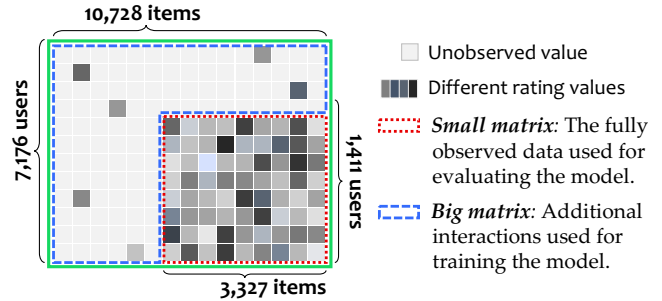 10,728 items
7,176 users
1,411 users
3,327 items
Unobserved value
Different rating values
Small matrix: The fully
observed data used for
evaluating the model.
Big matrix: Additional
interactions used for
training the model.